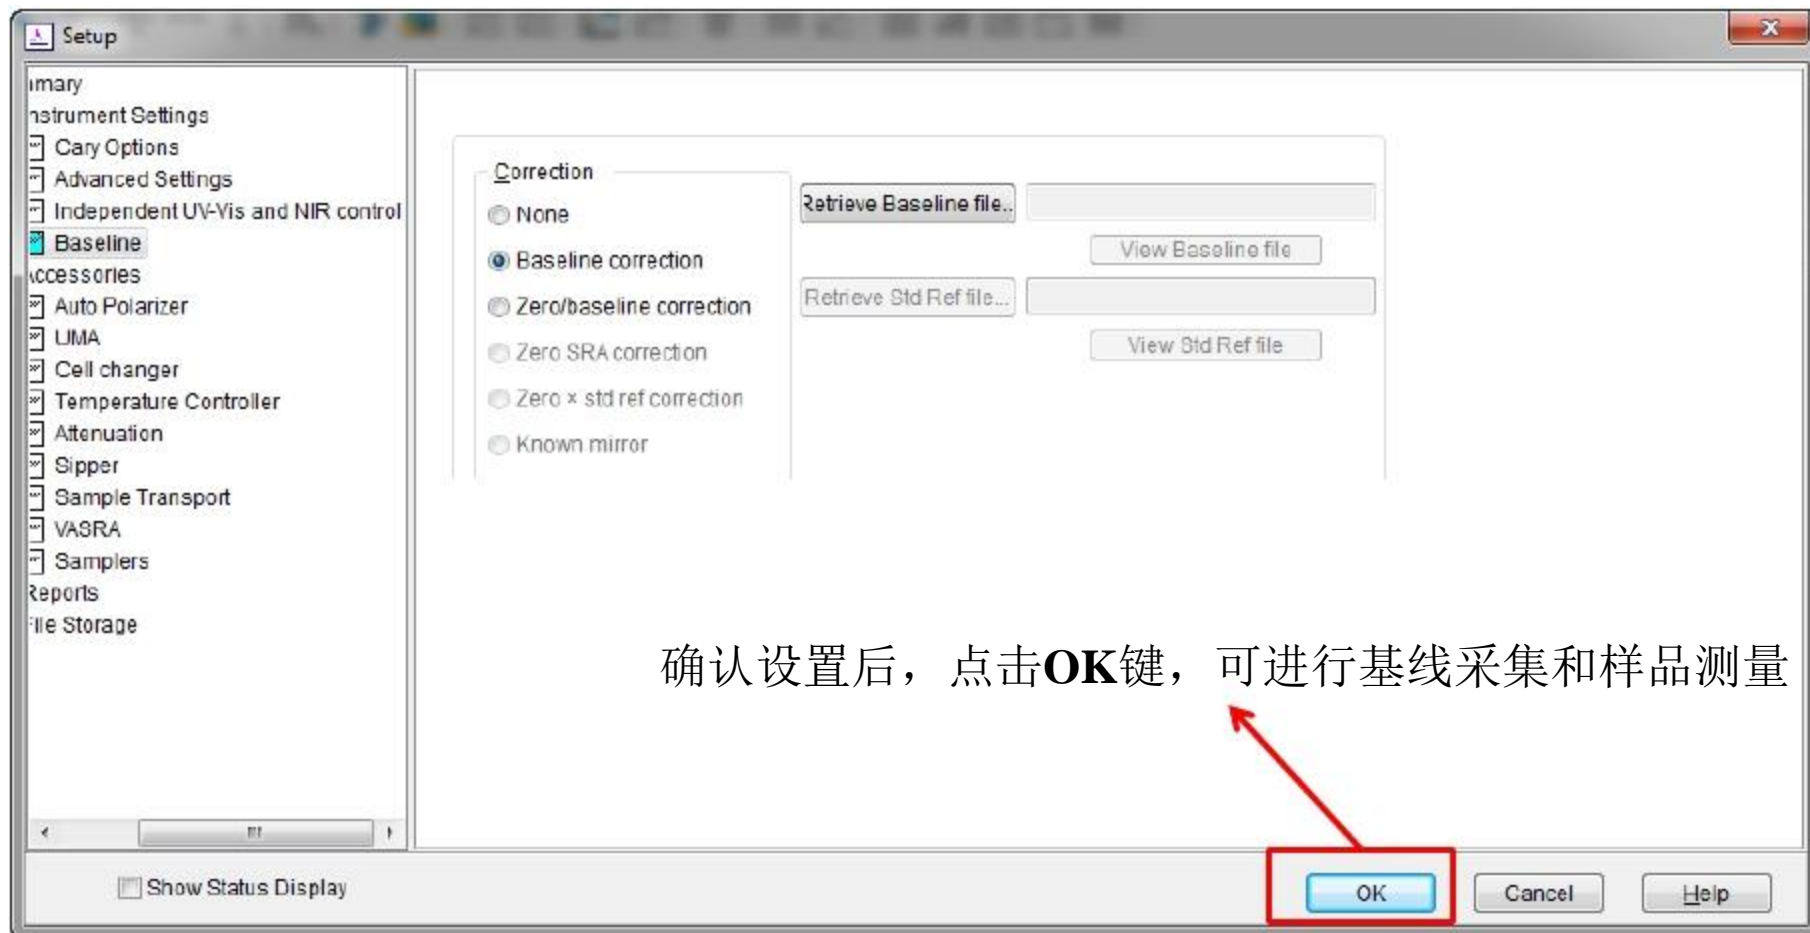 Setup
mary
nstrument Settings
Cary Options
Advanced Settings
Independent UV-Vis and NIR control
Baseline
ccessories
Auto Polarizer
UMA
Cell changer
Temperature Controller
Attenuation
Sipper
Sample Transport
VASRA
Samplers
Reports
File Storage
Correction
None
Baseline correction
Zero/baseline correction
Zero SRA correction
Zero × std ref correction
Known mirror
Retrieve Baseline file..
View Baseline file
Retrieve Std Ref file...
View Std Ref file
确认设置后，点击OK键，可进行基线采集和样品测量
Show Status Display
OK
Cancel
Help